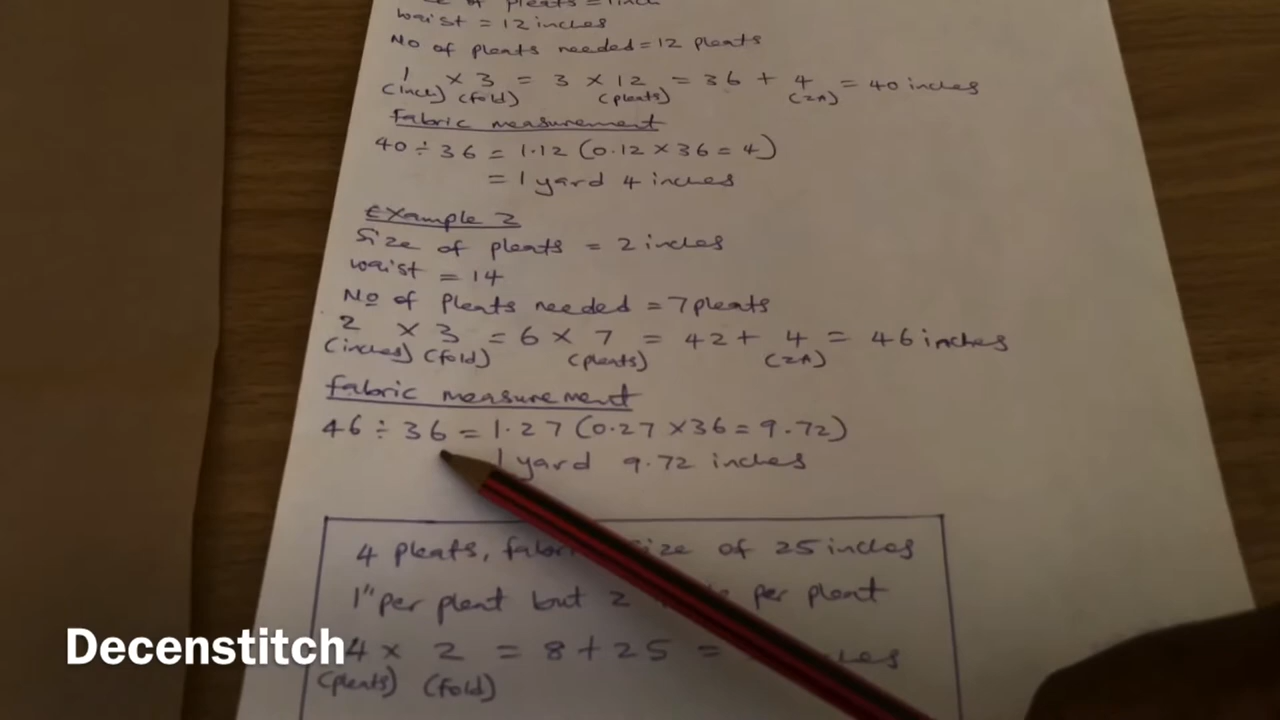 of pleats = 1 inch
waist = 12 inches
No of pleats needed = 12 pleats
1 × 3 = 3 × 12 = 36 + 4 = 40 inches
(inch) (fold) (pleats) (ZA)
fabric measurement
40 ÷ 36 = 1.12 (0.12 × 36 = 4)
= 1 yard 4 inches
Example 2
Size of pleats = 2 inches
waist = 14
No of pleats needed = 7 pleats
2 × 3 = 6 × 7 = 42 + 4 = 46 inches
(inches) (fold) (pleats) (ZA)
fabric measurement
46 ÷ 36 = 1.27 (0.27 × 36 = 9.72)
1 yard 9.72 inches
4 pleats, fabric size of 25 inches
1" per pleat but 2 per pleat
4 × 2 = 8 + 25 =
(pleats) (fold)
Decenstitch